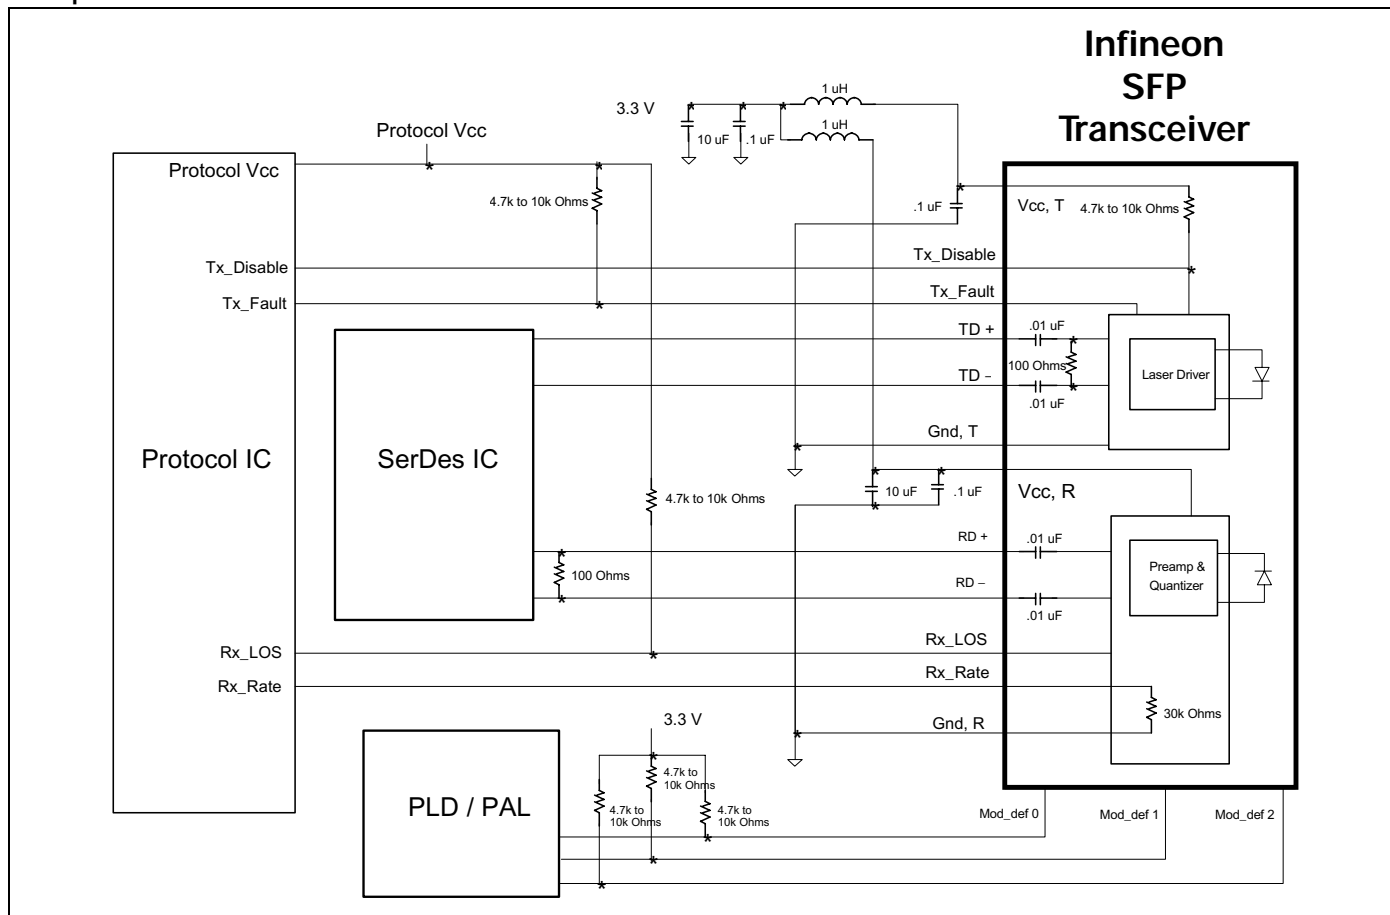 Infineon
SFP
Transceiver
1 uH
3.3 V
1 uH
10 uF
.1 uF
Protocol Vcc
Protocol Vcc
4.7k to 10k Ohms
.1 uF
Vcc, T
4.7k to 10k Ohms
Tx_Disable
Tx_Disable
Tx_Fault
Tx_Fault
TD +
.01 uF
100 Ohms
Laser Driver
TD –
.01 uF
Gnd, T
Protocol IC
SerDes IC
4.7k to 10k Ohms
10 uF
.1 uF
Vcc, R
RD +
.01 uF
100 Ohms
Preamp &
Quantizer
RD –
.01 uF
Rx_LOS
Rx_LOS
Rx_Rate
Rx_Rate
30k Ohms
3.3 V
Gnd, R
PLD / PAL
4.7k to
10k Ohms
4.7k to
10k Ohms
4.7k to
10k Ohms
Mod_def 0
Mod_def 1
Mod_def 2